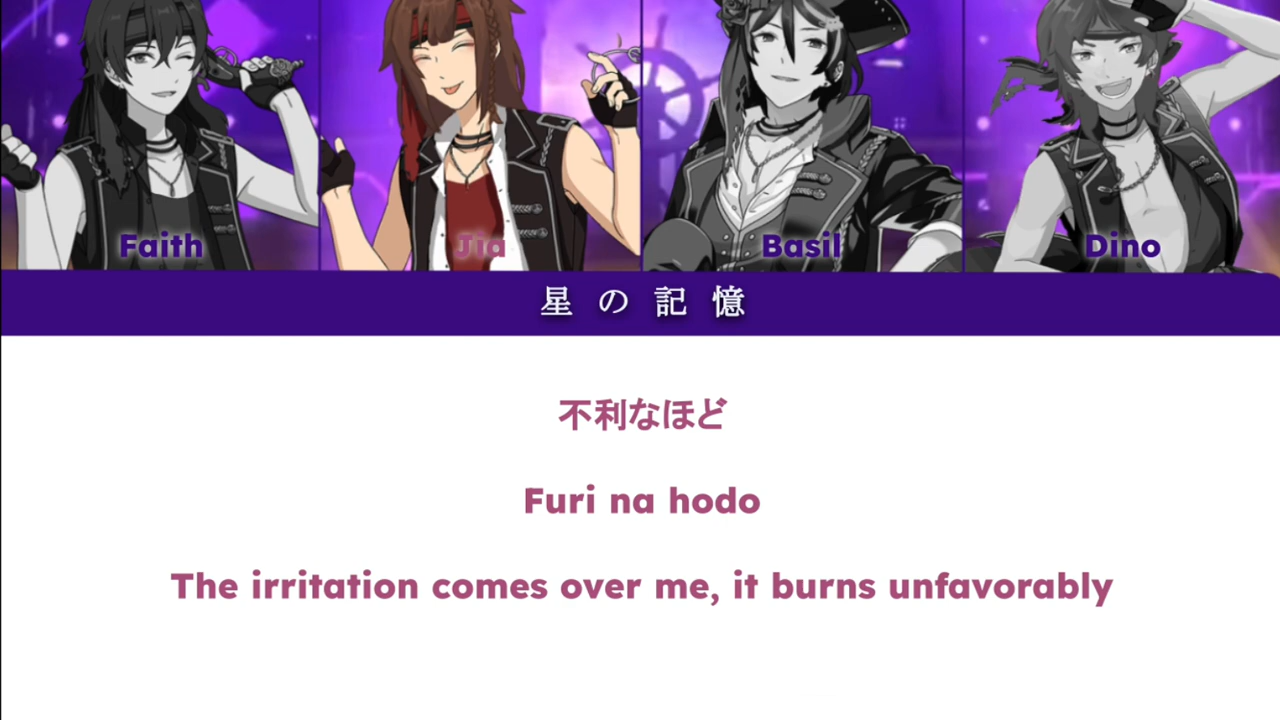 Faith
Jia
Basil
Dino
星の記憶
不利なほど
Furi na hodo
The irritation comes over me, it burns unfavorably